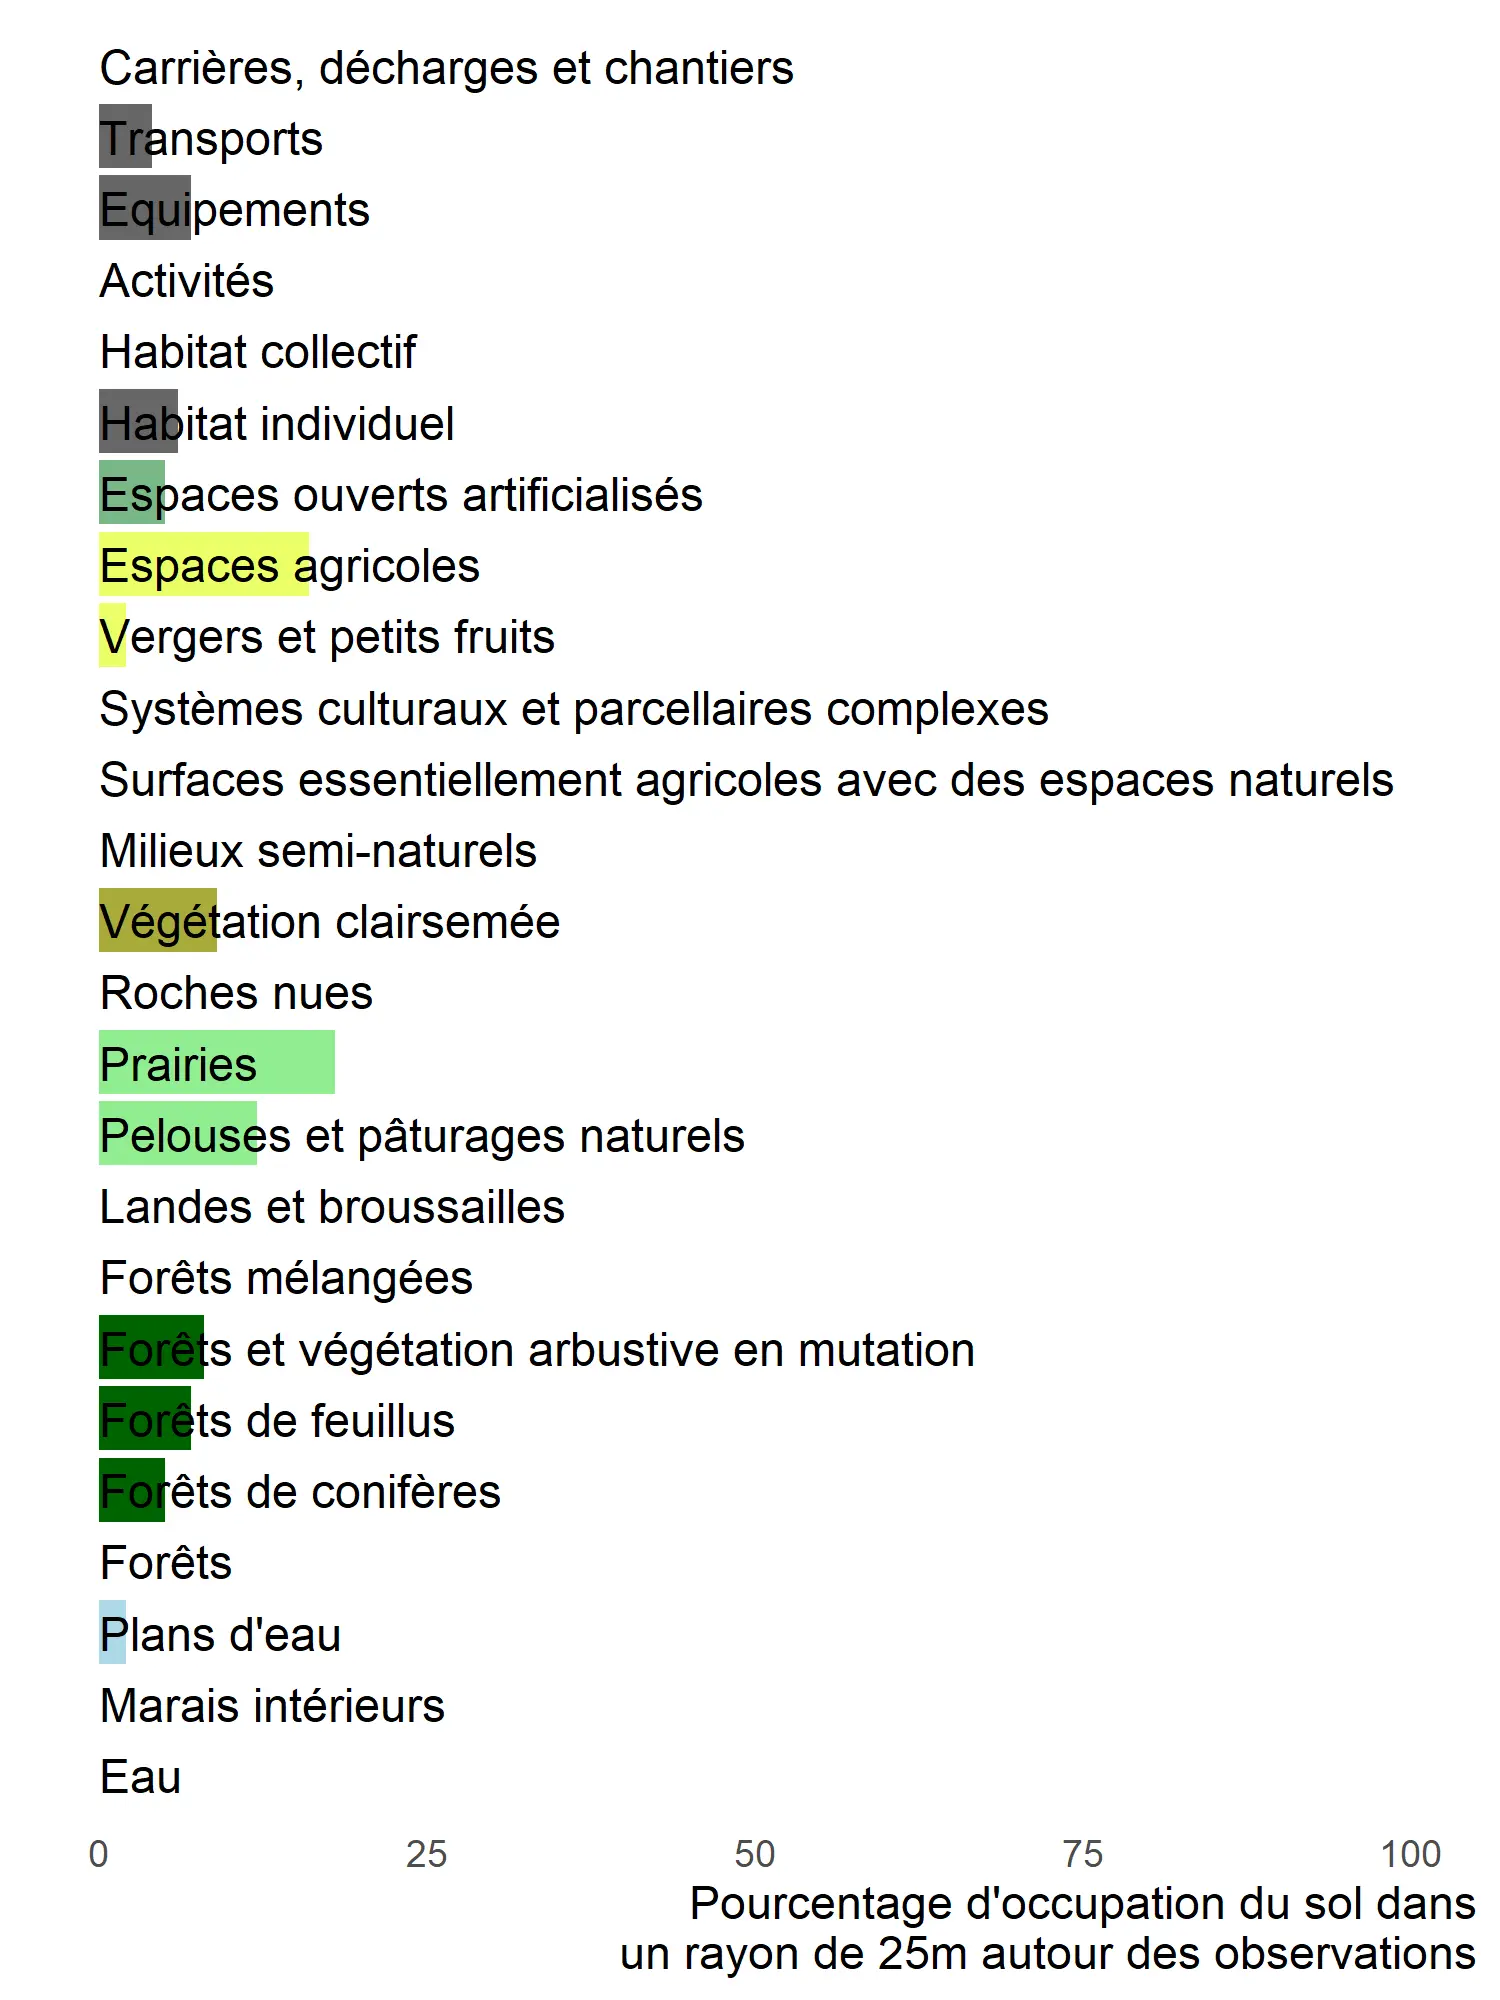 Carrières, décharges et chantiers
Transports
Equipements
Activités
Habitat collectif
Habitat individuel
Espaces ouverts artificialisés
Espaces agricoles
Vergers et petits fruits
Systèmes culturaux et parcellaires complexes
Surfaces essentiellement agricoles avec des espaces naturels
Milieux semi-naturels
Végétation clairsemée
Roches nues
Prairies
Pelouses et pâturages naturels
Landes et broussailles
Forêts mélangées
Forêts et végétation arbustive en mutation
Forêts de feuillus
Forêts de conifères
Forêts
Plans d'eau
Marais intérieurs
Eau
0 25 50 75 100
Pourcentage d'occupation du sol dans
un rayon de 25m autour des observations